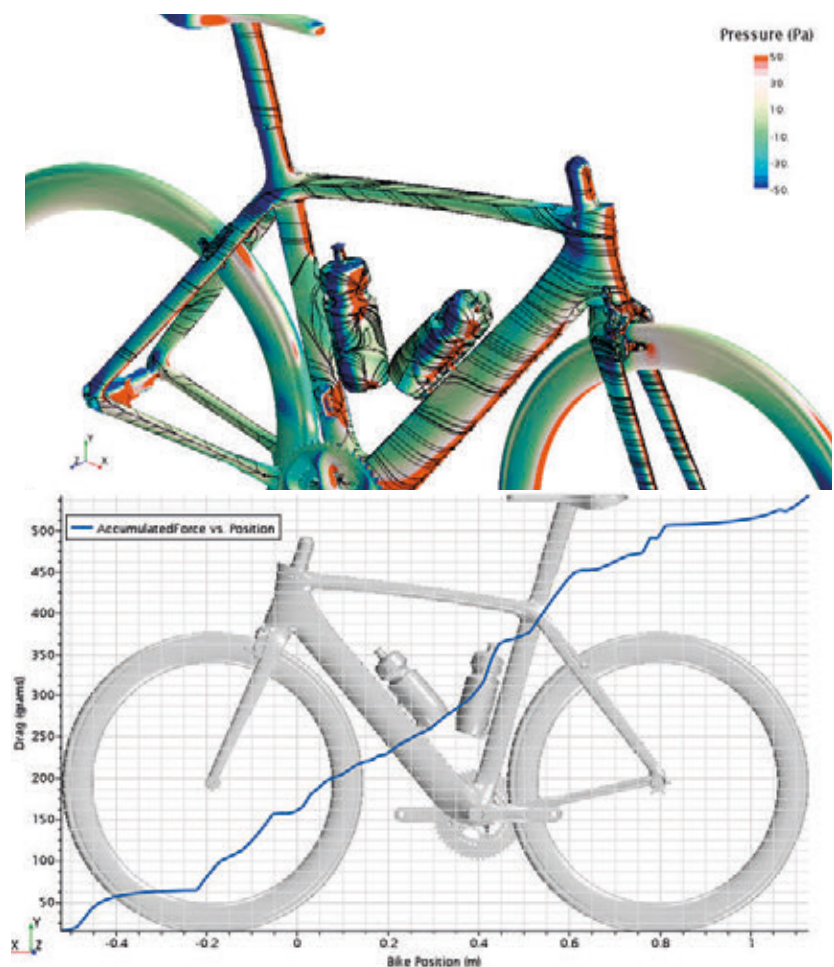 Pressure (Pa)
50.
30.
-10.
-30.
-50.
Y
Z X
AccumulatedForce vs. Position
500
450
400
350
300
250
200
150
100
50
Drag (grams)
Y
X Z
-0.4 -0.2 0 0.2 0.4 0.6 0.8 1
Bike Position (m)